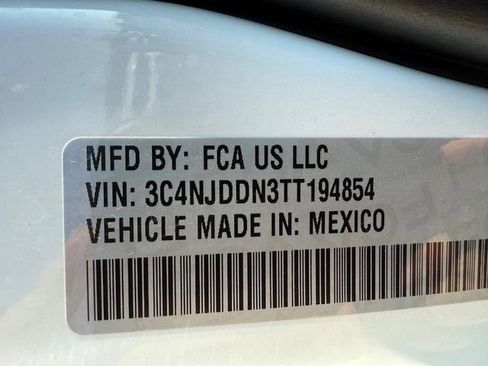 MFD BY: FCA US LLC
VIN: 3C4NJDDN3TT194854
VEHICLE MADE IN: MEXICO